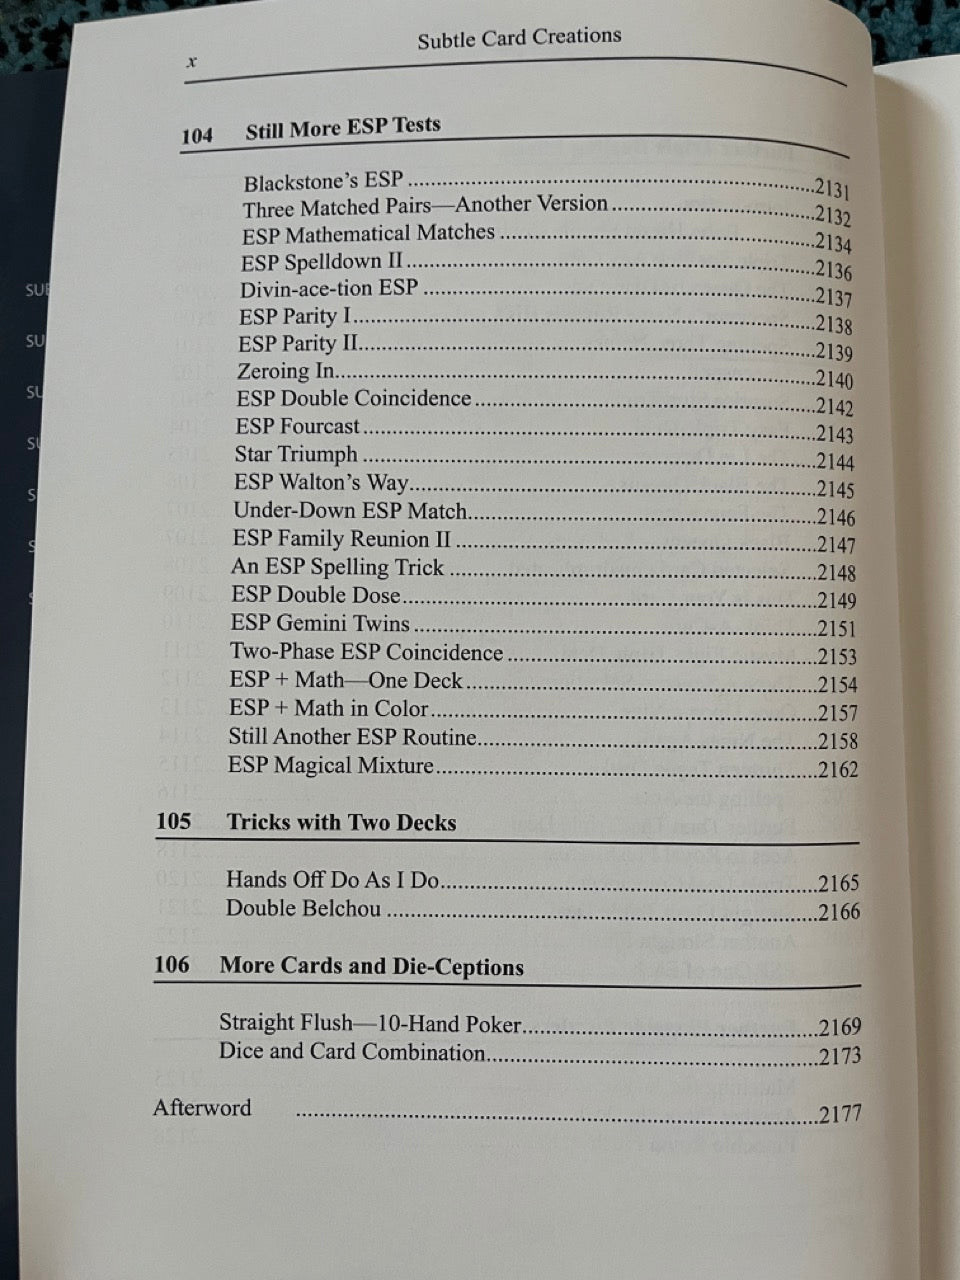 x
Subtle Card Creations
104 Still More ESP Tests
Blackstone's ESP ..... 2131
Three Matched Pairs—Another Version ..... 2132
ESP Mathematical Matches ..... 2134
ESP Spelldown II ..... 2136
Divin-ace-tion ESP ..... 2137
ESP Parity I ..... 2138
ESP Parity II ..... 2139
Zeroing In ..... 2140
ESP Double Coincidence ..... 2142
ESP Fourcast ..... 2143
Star Triumph ..... 2144
ESP Walton's Way ..... 2145
Under-Down ESP Match ..... 2146
ESP Family Reunion II ..... 2147
An ESP Spelling Trick ..... 2148
ESP Double Dose ..... 2149
ESP Gemini Twins ..... 2151
Two-Phase ESP Coincidence ..... 2153
ESP + Math—One Deck ..... 2154
ESP + Math in Color ..... 2157
Still Another ESP Routine ..... 2158
ESP Magical Mixture ..... 2162
105 Tricks with Two Decks
Hands Off Do As I Do ..... 2165
Double Belchou ..... 2166
106 More Cards and Die-Ceptions
Straight Flush—10-Hand Poker ..... 2169
Dice and Card Combination ..... 2173
Afterword ..... 2177